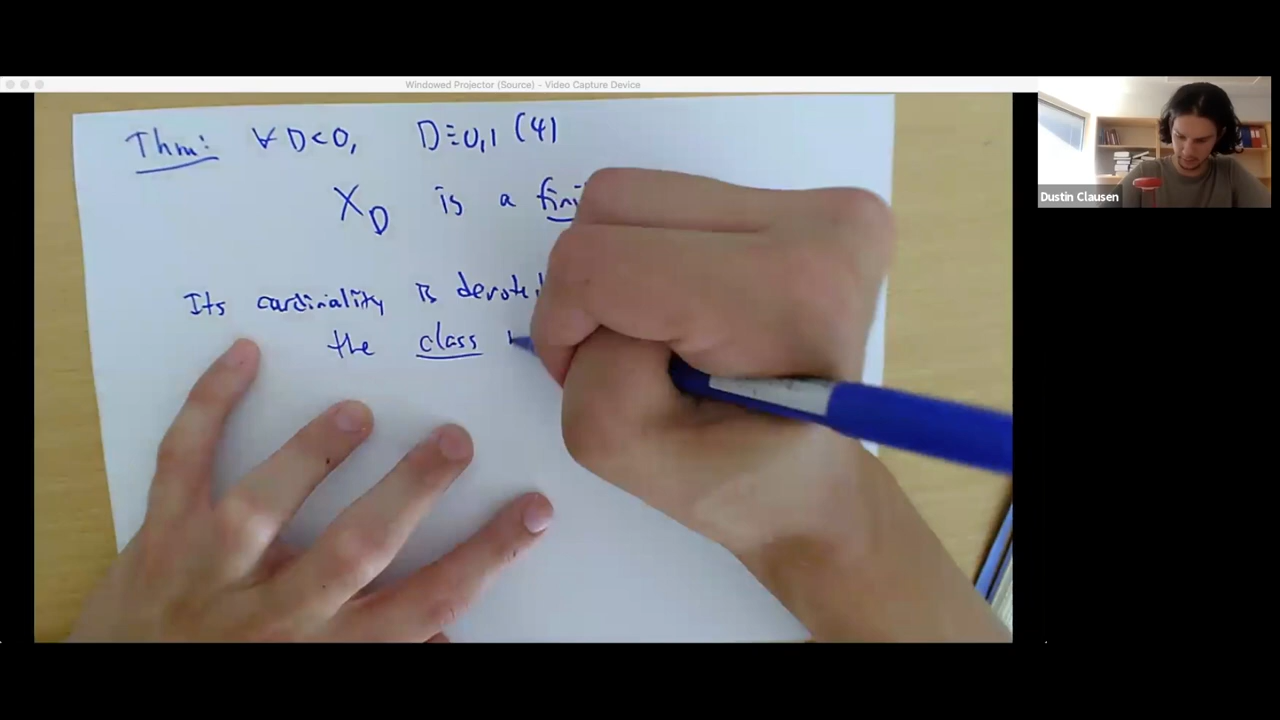 Windowed Projector (Source) - Video Capture Device
Thm: ∀ D<0, D≡0,1 (4)
X_D is a
Its cardinality is
the class
Dustin Clausen